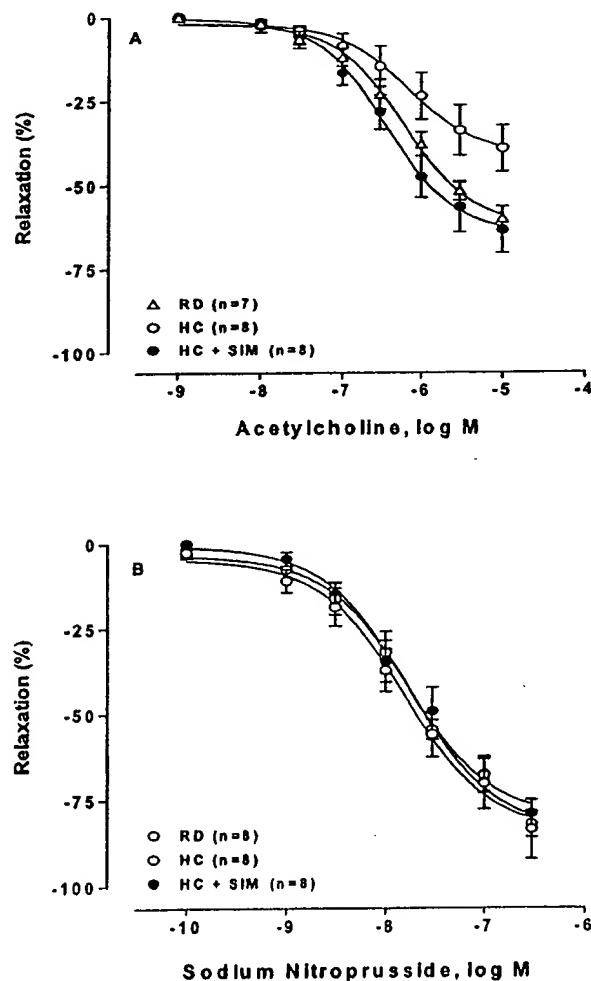 0
A
-25
-50
-75
-100
Relaxation (%)
RD (n=7)
HC (n=8)
HC + SIM (n=8)
-9 -8 -7 -6 -5 -4
Acetylcholine, log M
0
B
-25
-50
-75
-100
Relaxation (%)
RD (n=8)
HC (n=8)
HC + SIM (n=8)
-10 -9 -8 -7 -6
Sodium Nitroprusside, log M